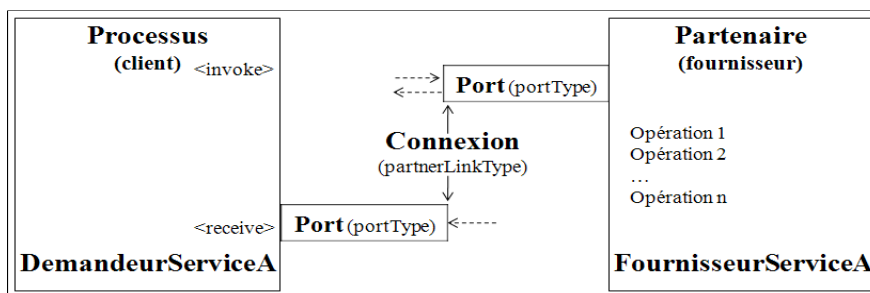 Processus
(client)
<invoke>
<receive>
DemandeurServiceA
Port (portType)
Connexion
(partnerLinkType)
Port (portType)
Partenaire
(fournisseur)
Opération 1
Opération 2
…
Opération n
FournisseurServiceA